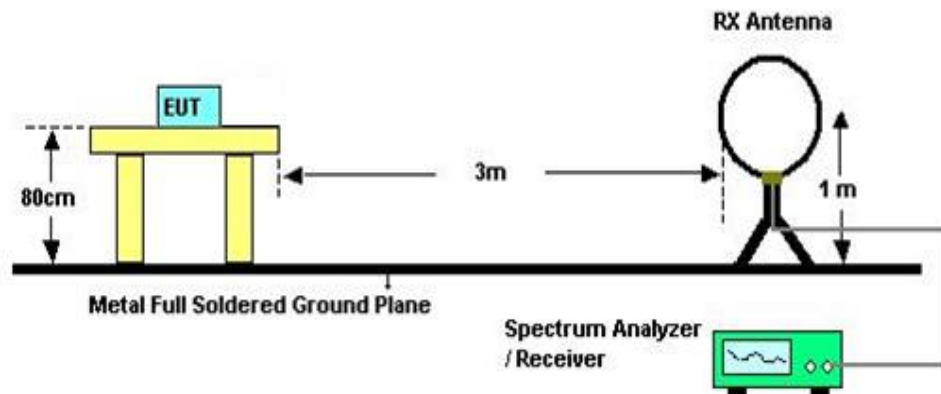 RX Antenna
EUT
80cm
3m
1 m
Metal Full Soldered Ground Plane
Spectrum Analyzer
/ Receiver